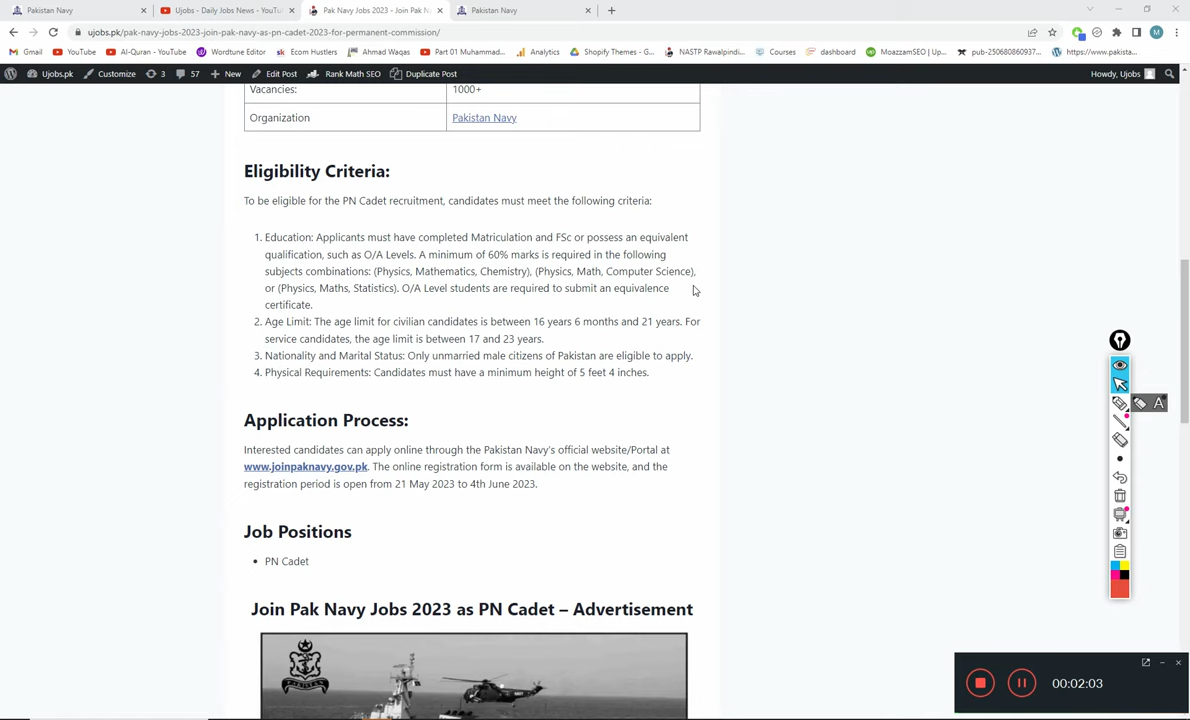 Pakistan Navy
Ujobs - Daily Jobs News - YouTu
Pak Navy Jobs 2023 - Join Pak N
Pakistan Navy
ujobs.pk/pak-navy-jobs-2023-join-pak-navy-as-pn-cadet-2023-for-permanent-commission/
M
Gmail
YouTube
Al-Quran - YouTube
Wordtune Editor
sk Ecom Hustlers
Ahmad Waqas
Part 01 Muhammad...
Analytics
Shopify Themes - G...
NASTP Rawalpindi...
Courses
dashboard
MoazzamSEO | Up...
pub-250680860937...
https://www.pakista...
Ujobs.pk
Customize
3
57
New
Edit Post
Rank Math SEO
Duplicate Post
Howdy, Ujobs
Vacancies: 1000+
Organization Pakistan Navy
Eligibility Criteria:
To be eligible for the PN Cadet recruitment, candidates must meet the following criteria:
1. Education: Applicants must have completed Matriculation and FSc or possess an equivalent
qualification, such as O/A Levels. A minimum of 60% marks is required in the following
subjects combinations: (Physics, Mathematics, Chemistry), (Physics, Math, Computer Science),
or (Physics, Maths, Statistics). O/A Level students are required to submit an equivalence
certificate.
2. Age Limit: The age limit for civilian candidates is between 16 years 6 months and 21 years. For
service candidates, the age limit is between 17 and 23 years.
3. Nationality and Marital Status: Only unmarried male citizens of Pakistan are eligible to apply.
4. Physical Requirements: Candidates must have a minimum height of 5 feet 4 inches.
A
Application Process:
Interested candidates can apply online through the Pakistan Navy's official website/Portal at
www.joinpaknavy.gov.pk. The online registration form is available on the website, and the
registration period is open from 21 May 2023 to 4th June 2023.
Job Positions
• PN Cadet
Join Pak Navy Jobs 2023 as PN Cadet – Advertisement
PAKISTAN
00:02:03